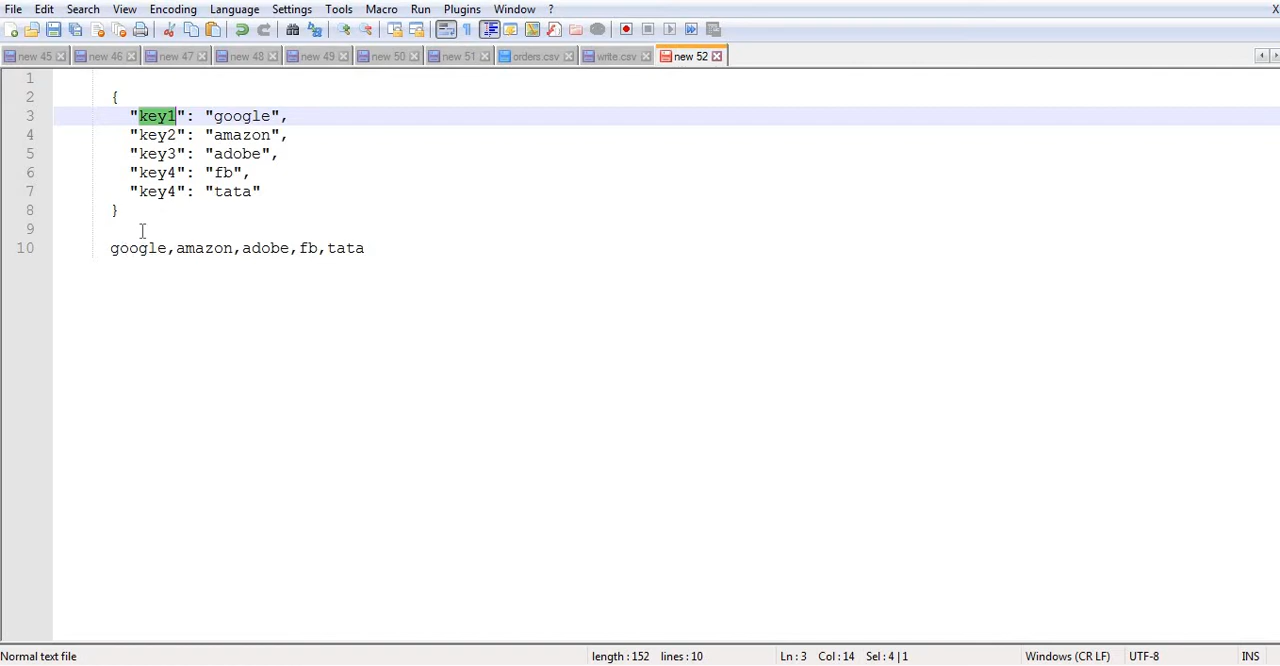 File Edit Search View Encoding Language Settings Tools Macro Run Plugins Window ? X
new 45 new 46 new 47 new 48 new 49 new 50 new 51 orders.csv write.csv new 52
1
2 {
3 "key1": "google",
4 "key2": "amazon",
5 "key3": "adobe",
6 "key4": "fb",
7 "key4": "tata"
8 }
9
10 google,amazon,adobe,fb,tata
Normal text file length : 152 lines : 10 Ln : 3 Col : 14 Sel : 4 | 1 Windows (CR LF) UTF-8 INS